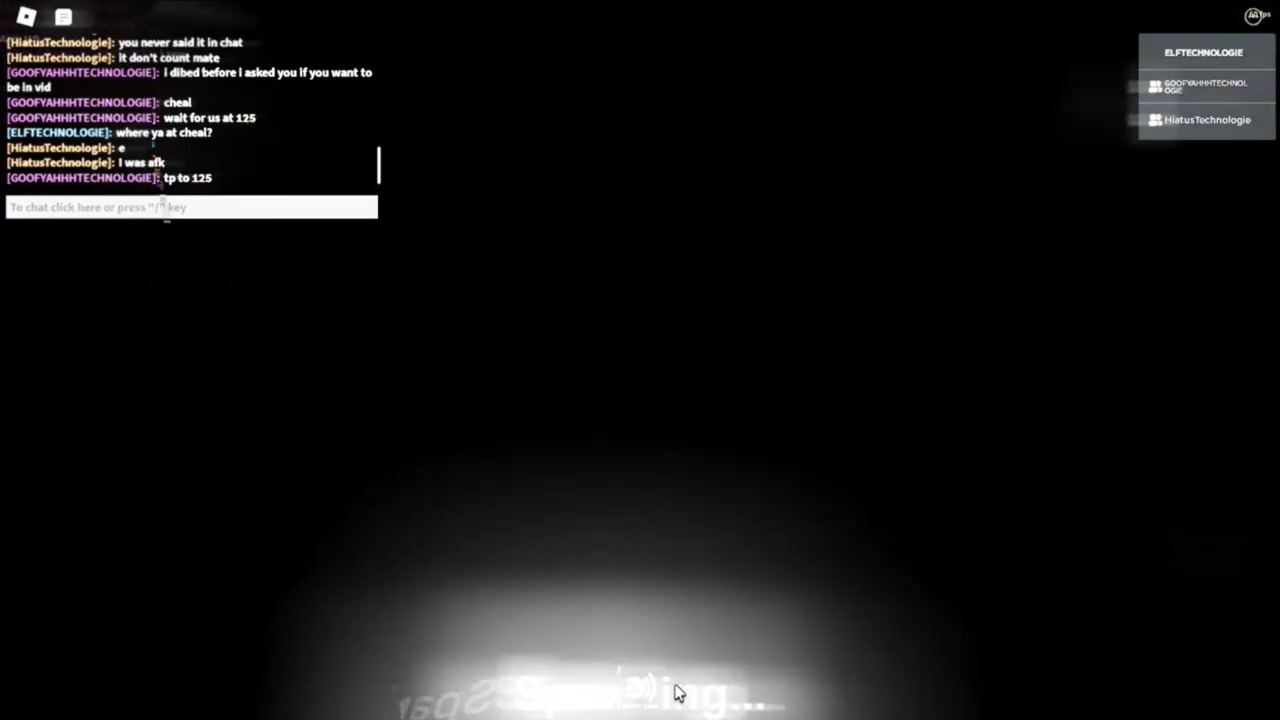 [HiatusTechnologie]: you never said it in chat
[HiatusTechnologie]: it don't count mate
[GOOFYAHHHTECHNOLOGIE]: i dibed before i asked you if you want to
be in vid
[GOOFYAHHHTECHNOLOGIE]: cheal
[GOOFYAHHHTECHNOLOGIE]: wait for us at 125
[ELFTECHNOLOGIE]: where ya at cheal?
[HiatusTechnologie]: e
[HiatusTechnologie]: I was afk
[GOOFYAHHHTECHNOLOGIE]: tp to 125
To chat click here or press "/" key
fps
ELFTECHNOLOGIE
GOOFYAHHHTECHNOL
OGIE
HiatusTechnologie